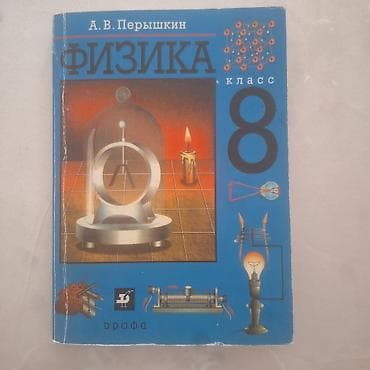 А. В. Перышкин
ФИЗИКА
класс
8
дрофа